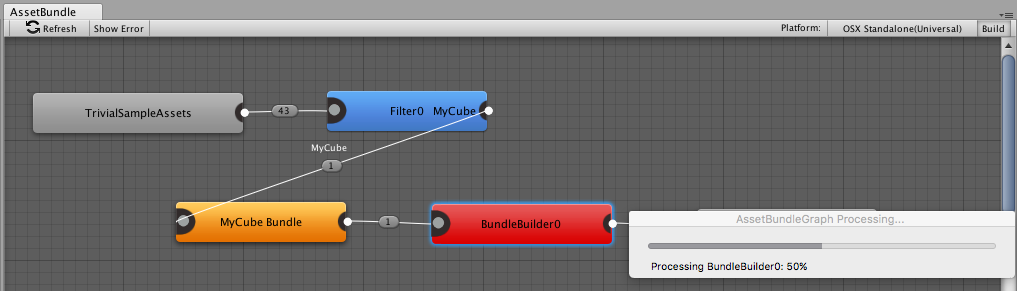 AssetBundle
Refresh Show Error Platform: OSX Standalone(Universal) Build
TrivialSampleAssets
43
Filter0 MyCube
MyCube
1
MyCube Bundle
1
BundleBuilder0
AssetBundleGraph Processing...
Processing BundleBuilder0: 50%